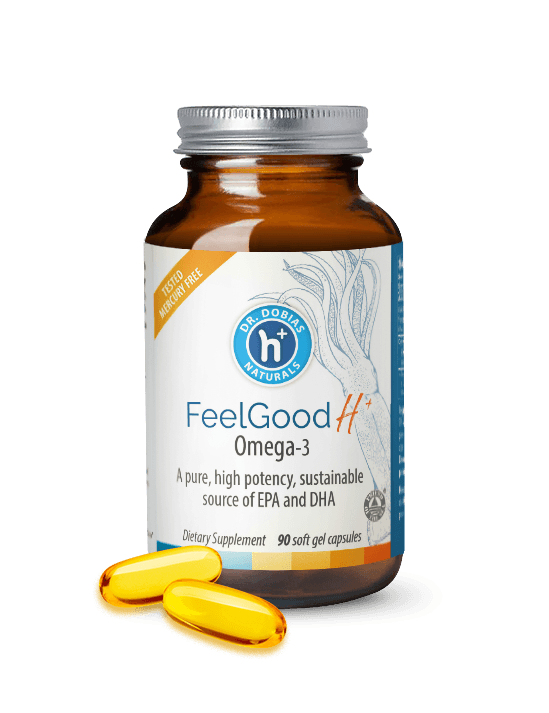 TESTED
MERCURY FREE
DR. DOBIAS
h+
NATURALS
FeelGood H+
Omega-3
A pure, high potency, sustainable
source of EPA and DHA
Dietary Supplement 90 soft gel capsules